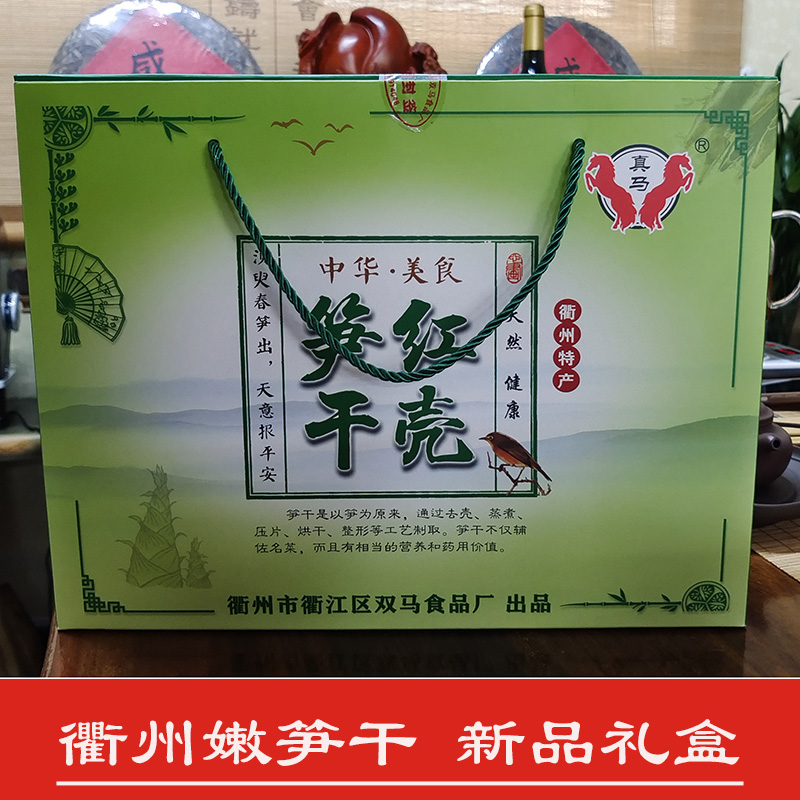 咸
真马
®
中华·美食
红壳
笋干
春笋出，天意报平安
天然 健康
衢州特产
笋干是以笋为原来，通过去壳、蒸煮、
压片、烘干、整形等工艺制取。笋干不仅辅
佐名菜，而且有相当的营养和药用价值。
衢州市衢江区双马食品厂 出品
衢州嫩笋干 新品礼盒